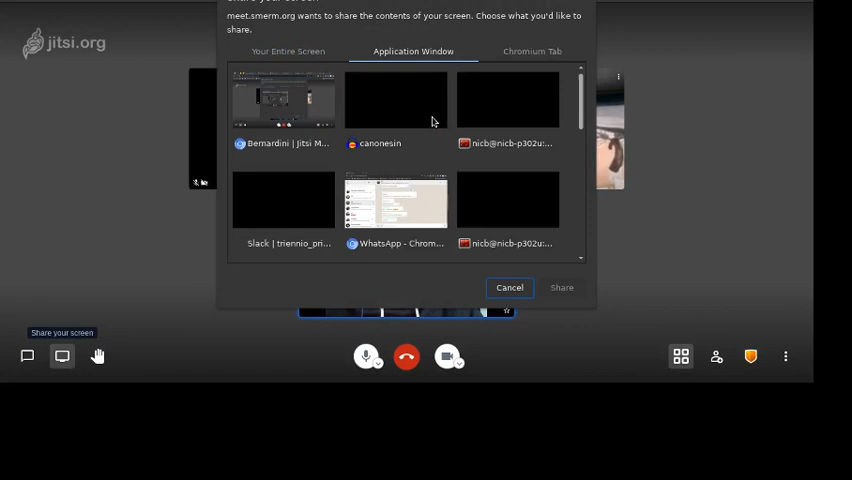 meet.smerm.org wants to share the contents of your screen. Choose what you'd like to
share.
jitsi.org
Your Entire Screen
Application Window
Chromium Tab
Bernardini | Jitsi M...
canonesin
nicb@nicb-p302u:...
Slack | triennio_pri...
WhatsApp - Chrom...
nicb@nicb-p302u:...
Cancel
Share
Share your screen